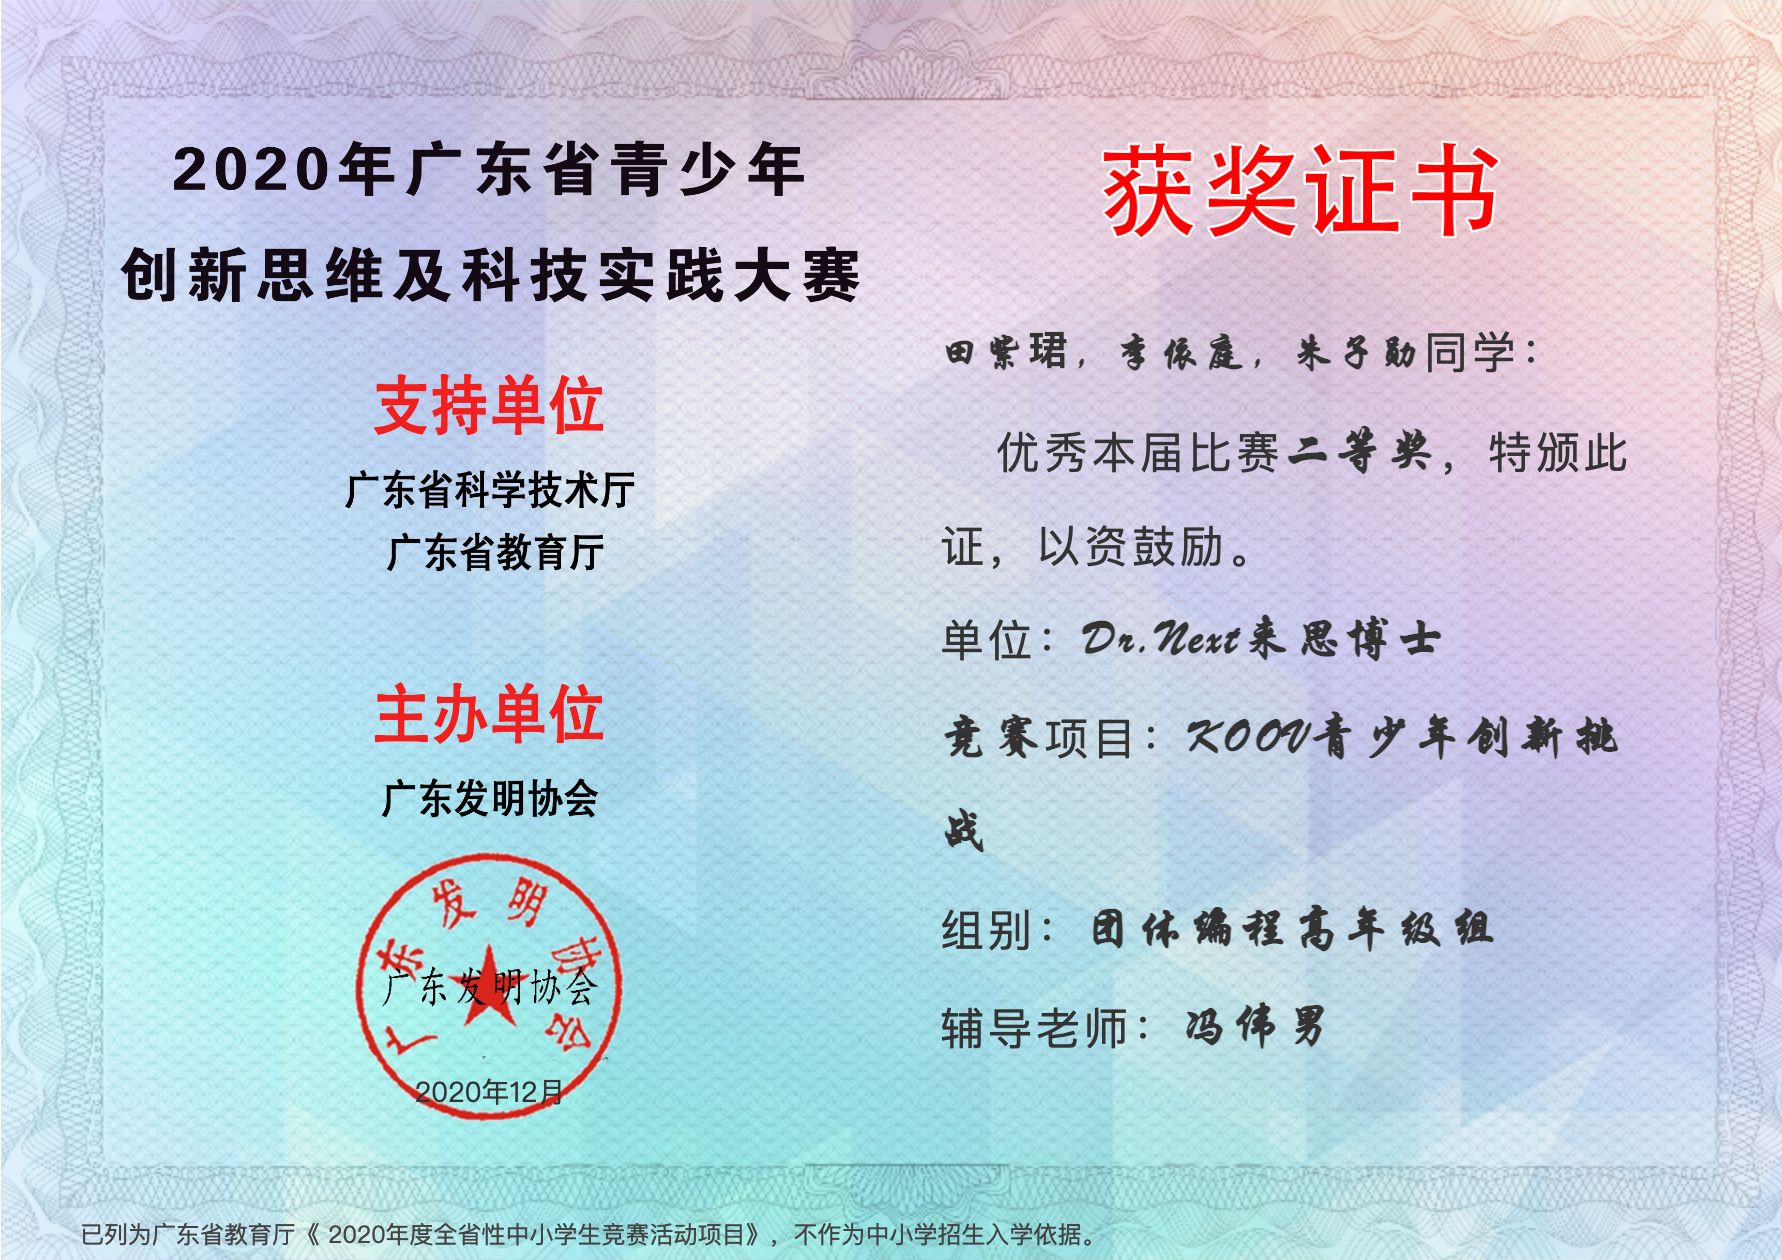 2020年广东省青少年
创新思维及科技实践大赛
支持单位
广东省科学技术厅
广东省教育厅
主办单位
广东发明协会
广东发明协会
广东发明协会
2020年12月
获奖证书
田紫珺，李依庭，朱子勋同学：
优秀本届比赛二等奖，特颁此
证，以资鼓励。
单位：Dr.Next来思博士
竞赛项目：KOOV青少年创新挑
战
组别：团体编程高年级组
辅导老师：冯伟男
已列为广东省教育厅《 2020年度全省性中小学生竞赛活动项目》，不作为中小学招生入学依据。